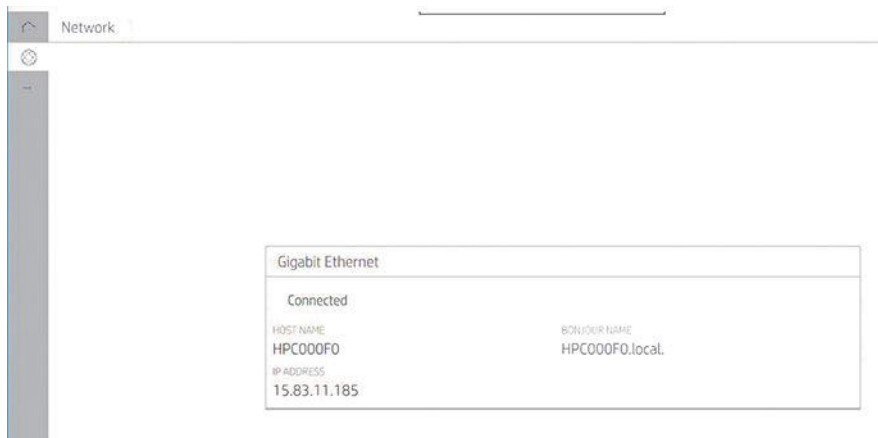 Network
Gigabit Ethernet
Connected
HOST NAME
HPC000F0
BONJOUR NAME
HPC000F0.local.
IP ADDRESS
15.83.11.185